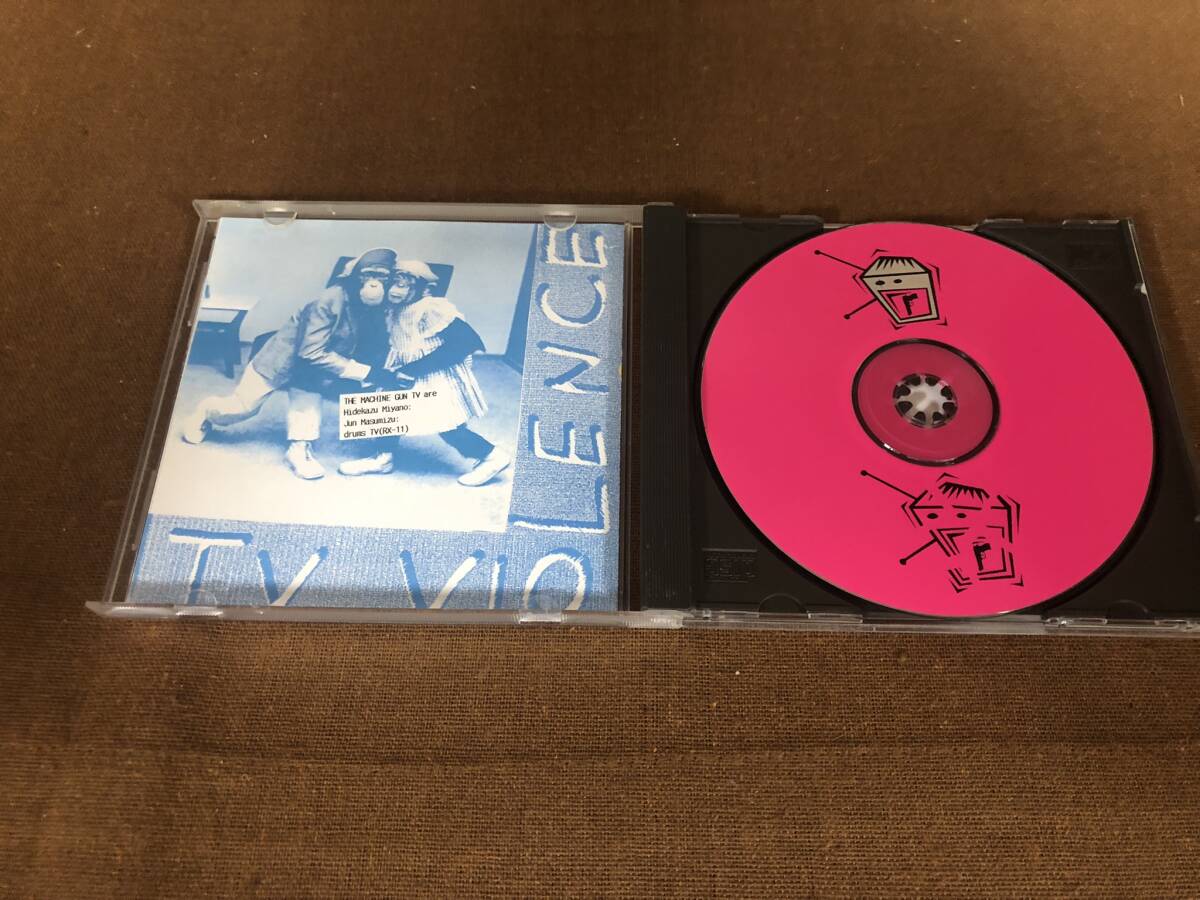 THE MACHINE GUN TV are
Hidekazu Miyano:
Jun Masumizu:
drums TV(RX-11)
TV VIOLENCE